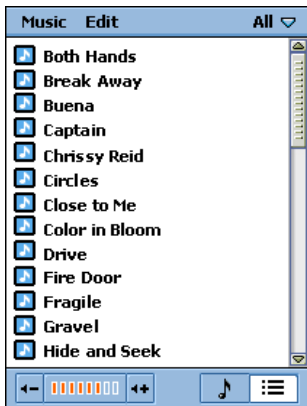 Music Edit All
Both Hands
Break Away
Buena
Captain
Chrissy Reid
Circles
Close to Me
Color in Bloom
Drive
Fire Door
Fragile
Gravel
Hide and Seek